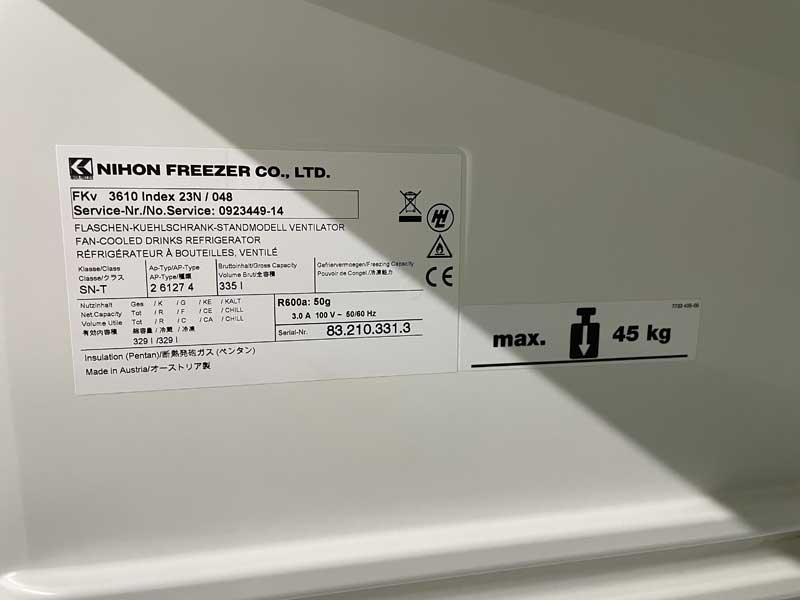 NIHON FREEZER CO., LTD.
FKv 3610 Index 23N / 048
Service-Nr./No.Service: 0923449-14
FLASCHEN-KUEHLSCHRANK-STANDMODELL VENTILATOR
FAN-COOLED DRINKS REFRIGERATOR
RÉFRIGÉRATEUR À BOUTEILLES, VENTILÉ
Klasse/Class
Classe/クラス
SN-T
Ap-Typ/AP-Type
AP-Type/種類
2 6127 4
Bruttoinhalt/Gross Capacity
Volume Brut/全容積
335 l
Gefriervermoegen/Freezing Capacity
Pouvoir de Congel./冷凍能力
Nutzinhalt Ges / K / G / KE / KALT
Net.Capacity Tot / R / F / CE / CHILL
Volume Utile Tot / R / C / CA / CHILL
有効内容積 総容量 / 冷蔵 / 冷凍
329 l /329 l
R600a: 50g
3.0 A 100 V ~ 50/60 Hz
Serial-Nr. 83.210.331.3
Insulation (Pentan)/断熱発砲ガス (ペンタン)
Made in Austria/オーストリア製
CE
max. 45 kg